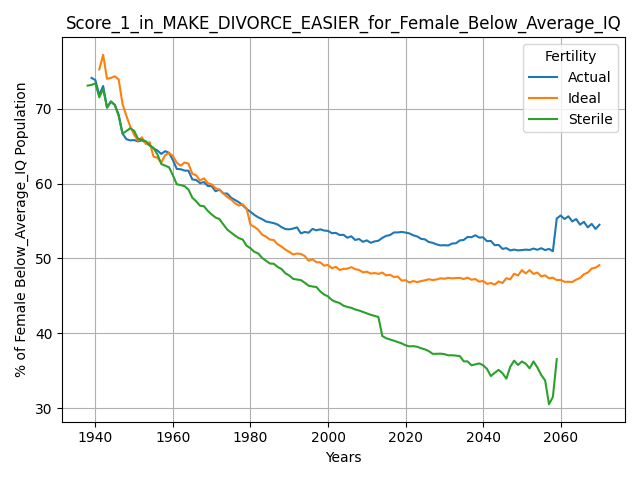 Score_1_in_MAKE_DIVORCE_EASIER_for_Female_Below_Average_IQ
% of Female Below_Average_IQ Population
70
60
50
40
30
Fertility
Actual
Ideal
Sterile
1940 1960 1980 2000 2020 2040 2060
Years